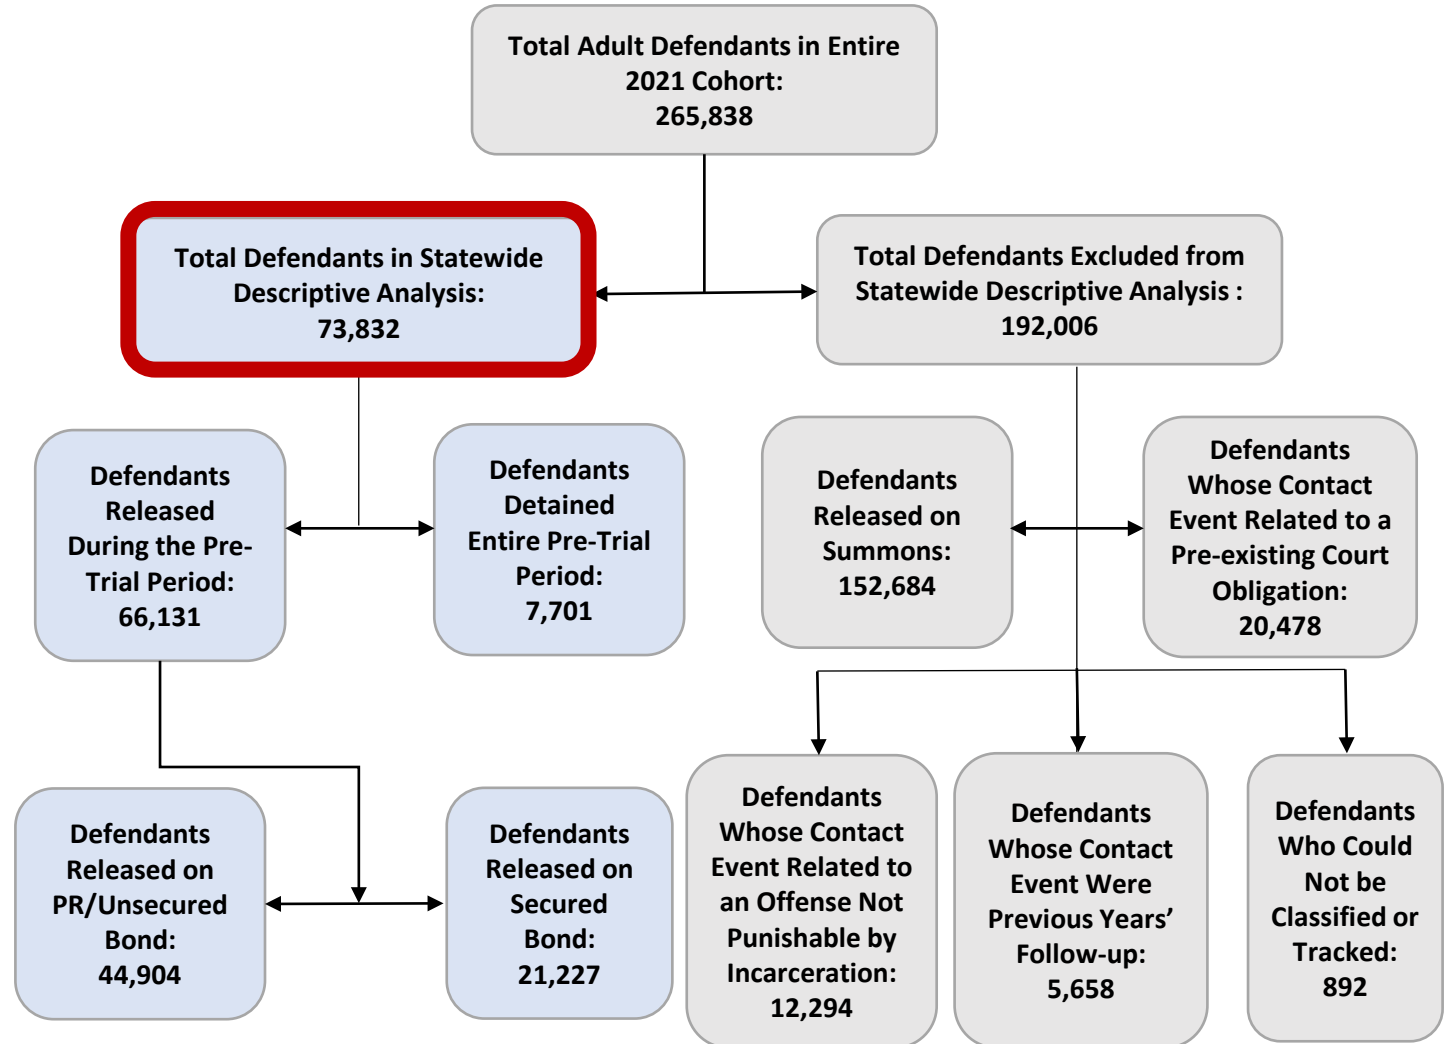 Total Adult Defendants in Entire
2021 Cohort:
265,838
Total Defendants in Statewide
Descriptive Analysis:
73,832
Total Defendants Excluded from
Statewide Descriptive Analysis :
192,006
Defendants
Released
During the Pre-
Trial Period:
66,131
Defendants
Detained
Entire Pre-Trial
Period:
7,701
Defendants
Released on
Summons:
152,684
Defendants
Whose Contact
Event Related to a
Pre-existing Court
Obligation:
20,478
Defendants
Released on
PR/Unsecured
Bond:
44,904
Defendants
Released on
Secured
Bond:
21,227
Defendants
Whose Contact
Event Related to
an Offense Not
Punishable by
Incarceration:
12,294
Defendants
Whose Contact
Event Were
Previous Years’
Follow-up:
5,658
Defendants
Who Could
Not be
Classified or
Tracked:
892